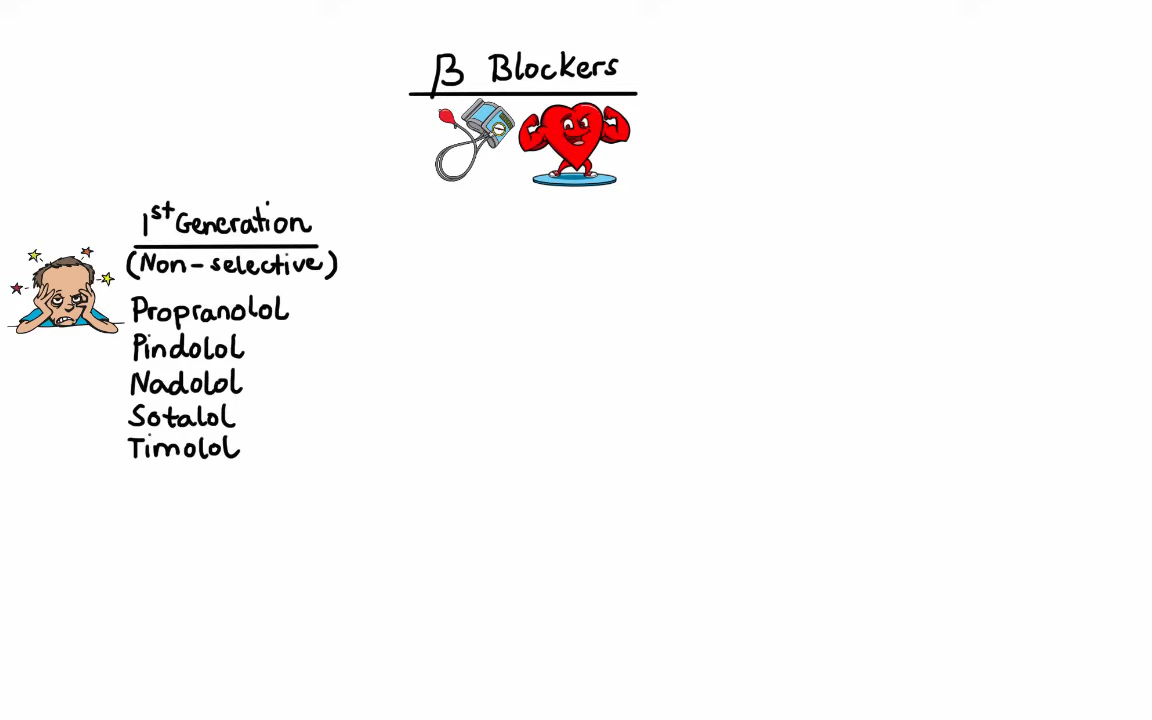 β Blockers
1st Generation
(Non-selective)
Propranolol
Pindolol
Nadolol
Sotalol
Timolol